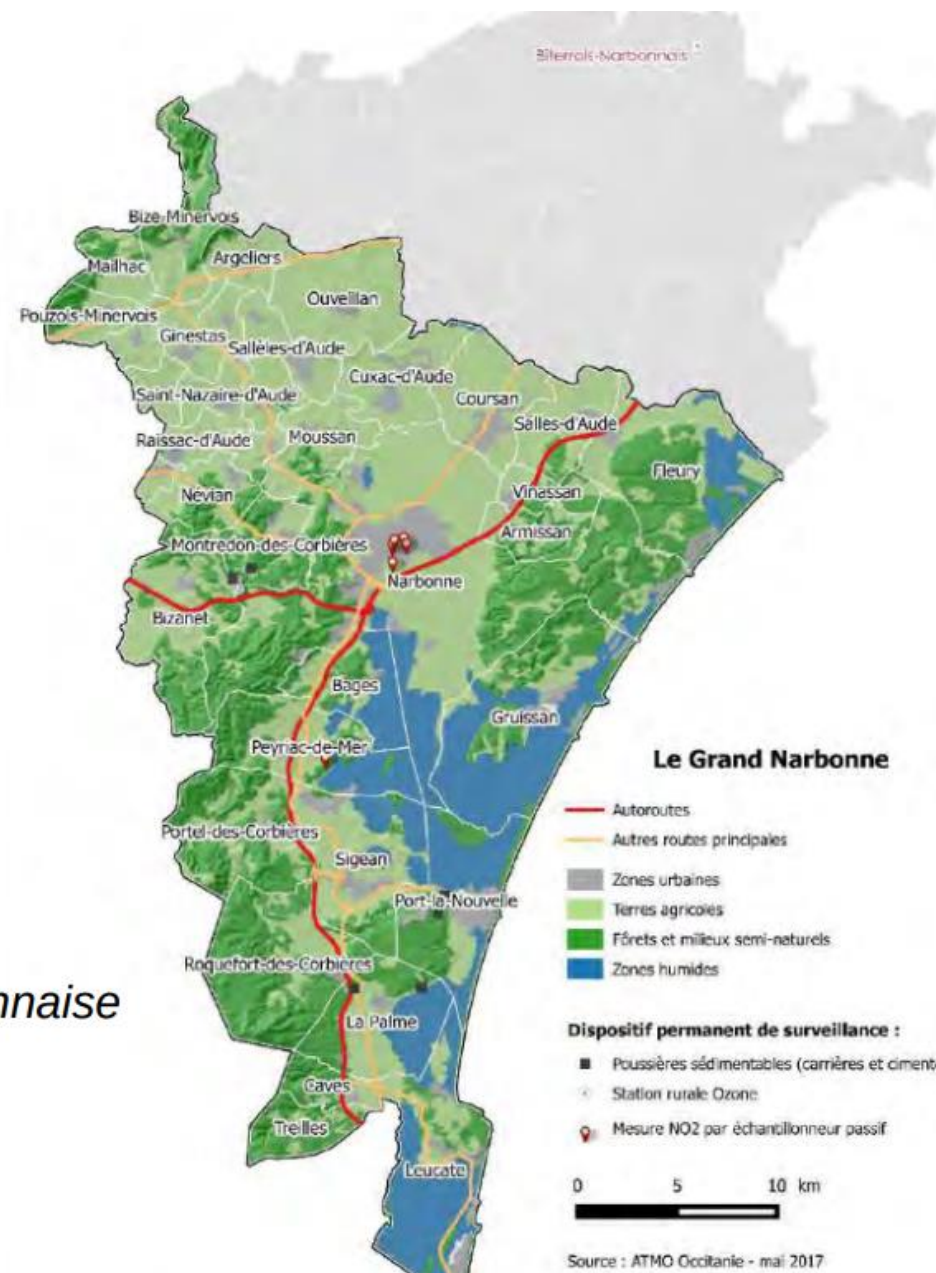 Biterrois-Narbonnais
Bize-Minervois
Mailhac
Argeliers
Ouveillan
Pouzols-Minervois
Ginestas
Sallèles-d'Aude
Cuxac-d'Aude
Saint-Nazaire-d'Aude
Coursan
Salles-d'Aude
Raissac-d'Aude
Moussan
Fleury
Névian
Vinassan
Armissan
Montredon-des-Corbières
Narbonne
Bizanet
Bages
Gruissan
Peyriac-de-Mer
Le Grand Narbonne
Autoroutes
Autres routes principales
Portel-des-Corbières
Sigean
Zones urbaines
Port-la-Nouvelle
Terres agricoles
Fôrets et milieux semi-naturels
Roquefort-des-Corbières
Zones humides
nnaise
La Palme
Dispositif permanent de surveillance :
Poussières sédimentables (carrières et ciment
Caves
Station rurale Ozone
Treilles
Mesure NO2 par échantillonneur passif
Leucate
0 5 10 km
Source : ATMO Occitanie - mai 2017